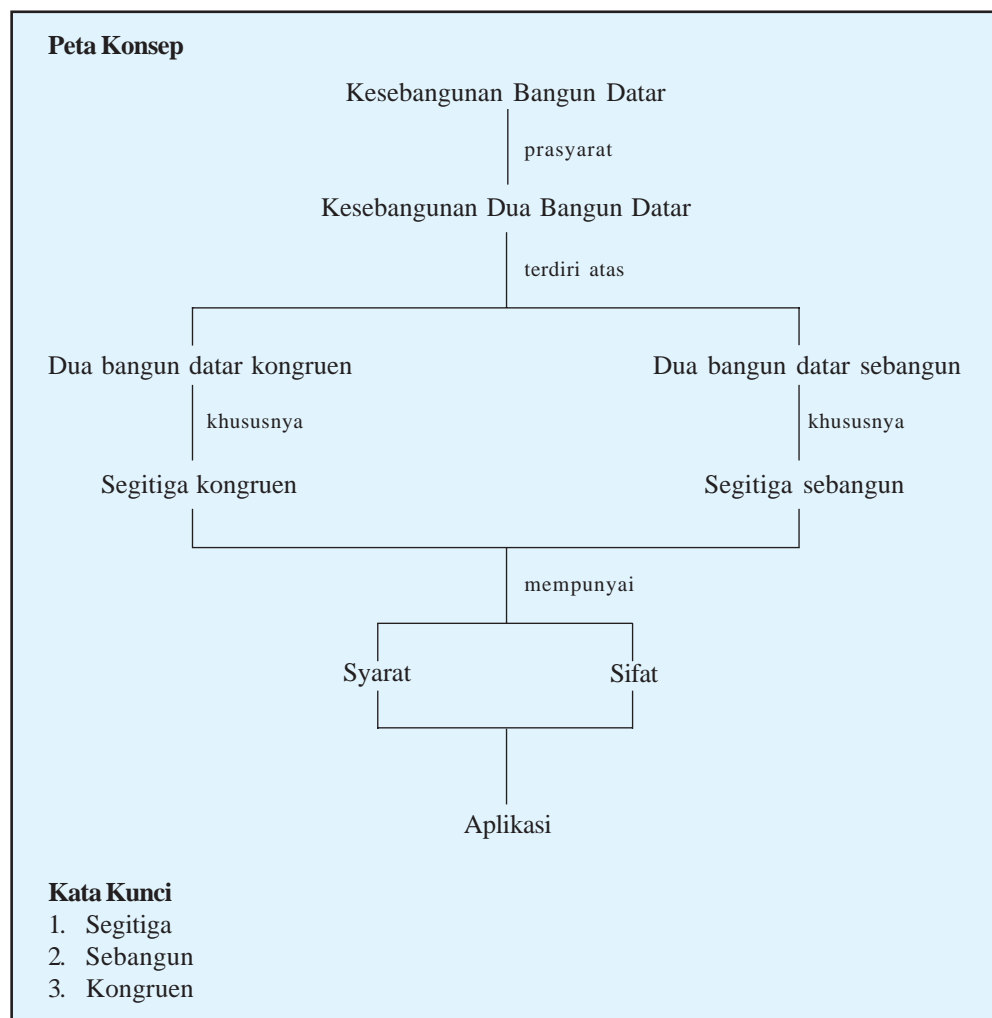 Peta Konsep
Kesebangunan Bangun Datar
prasyarat
Kesebangunan Dua Bangun Datar
terdiri atas
Dua bangun datar kongruen
Dua bangun datar sebangun
khususnya
khususnya
Segitiga kongruen
Segitiga sebangun
mempunyai
Syarat
Sifat
Aplikasi
Kata Kunci
1. Segitiga
2. Sebangun
3. Kongruen